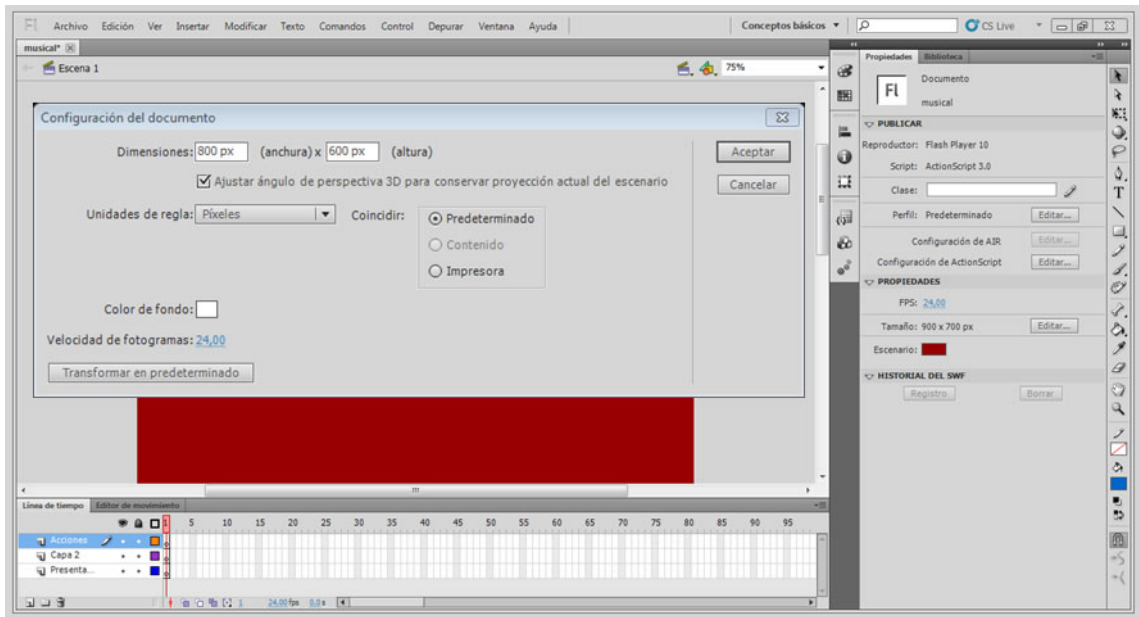 Fl Archivo Edición Ver Insertar Modificar Texto Comandos Control Depurar Ventana Ayuda Conceptos básicos CS Live
musical*
Escena 1 75%
Configuración del documento
Dimensiones: 800 px (anchura) x 600 px (altura)
Ajustar ángulo de perspectiva 3D para conservar proyección actual del escenario
Unidades de regla: Píxeles Coincidir: Predeterminado
Contenido
Impresora
Color de fondo:
Velocidad de fotogramas: 24,00
Transformar en predeterminado
Aceptar
Cancelar
Propiedades Biblioteca
Fl Documento
musical
PUBLICAR
Reproductor: Flash Player 10
Script: ActionScript 3.0
Clase:
Perfil: Predeterminado Editar...
Configuración de AIR Editar...
Configuración de ActionScript Editar...
PROPIEDADES
FPS: 24,00
Tamaño: 900 x 700 px Editar...
Escenario:
HISTORIAL DEL SWF
Registro Borrar
Línea de tiempo Editor de movimiento
1 5 10 15 20 25 30 35 40 45 50 55 60 65 70 75 80 85 90 95
Acciones
Capa 2
Presenta...
1 24,00 fps 0,0 s